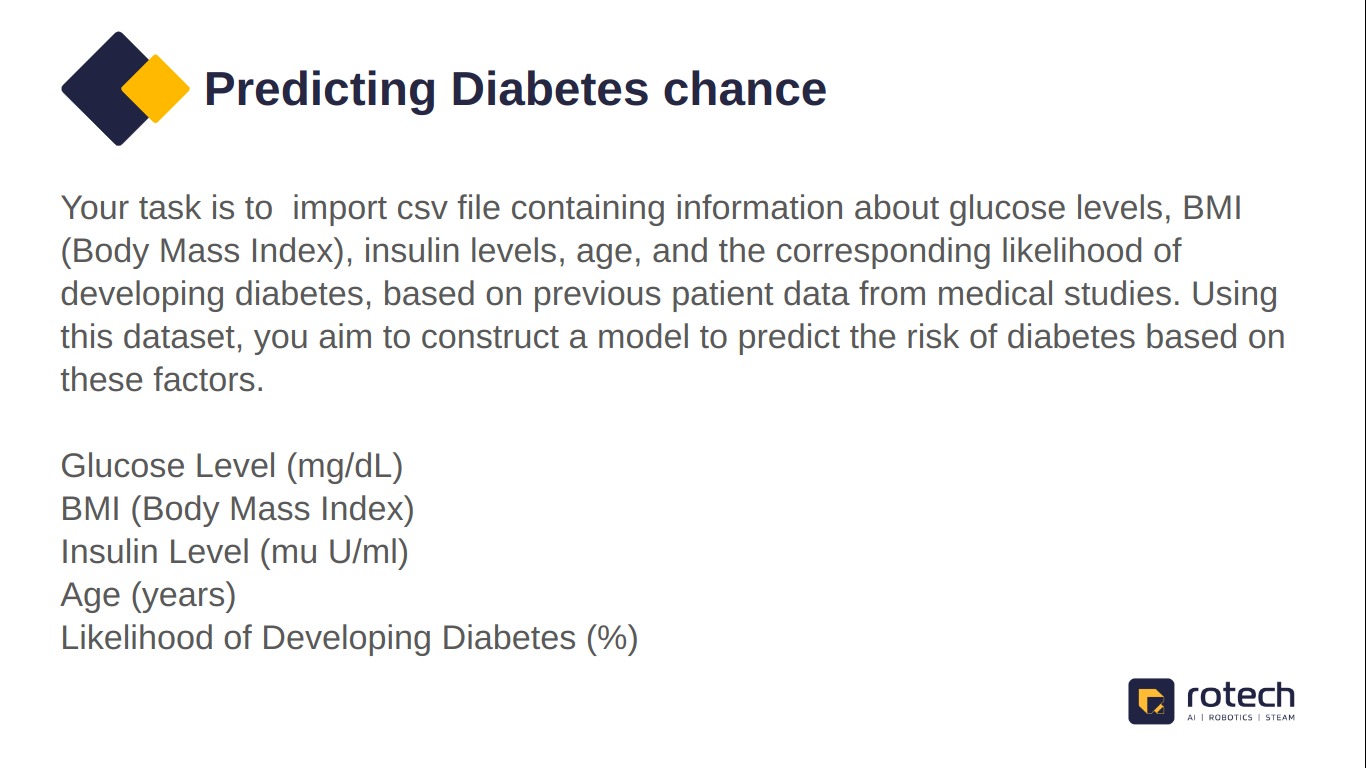 Predicting Diabetes chance
Your task is to  import csv file containing information about glucose levels, BMI
(Body Mass Index), insulin levels, age, and the corresponding likelihood of
developing diabetes, based on previous patient data from medical studies. Using
this dataset, you aim to construct a model to predict the risk of diabetes based on
these factors.
Glucose Level (mg/dL)
BMI (Body Mass Index)
Insulin Level (mu U/ml)
Age (years)
Likelihood of Developing Diabetes (%)
rotech
AI | ROBOTICS | STEAM